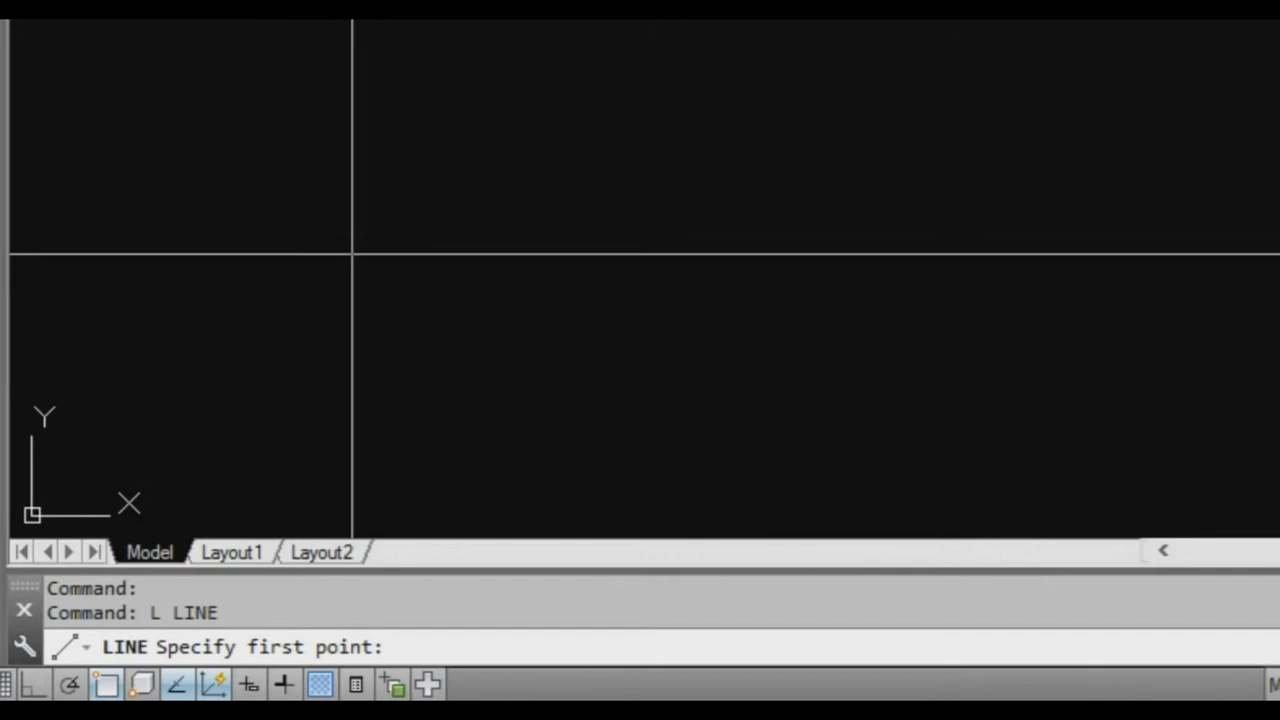 Y
X
Model Layout1 Layout2
Command:
Command: L LINE
LINE Specify first point:
M